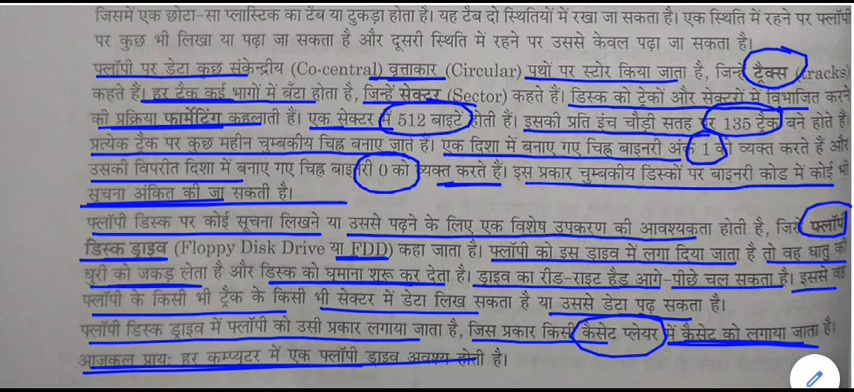 जिसमें एक छोटा-सा प्लास्टिक का टैब या टुकड़ा होता है। यह टैब दो स्थितियों में रखा जा सकता है। एक स्थिति में रहने पर फ्लॉपी
पर कुछ भी लिखा या पढ़ा जा सकता है और दूसरी स्थिति में रहने पर उससे केवल पढ़ा जा सकता है।
फ्लॉपी पर डेटा कुछ संकेन्द्रीय (Co-central) वृत्ताकार (Circular) पथों पर स्टोर किया जाता है, जिन्हें ट्रैक्स (tracks)
कहते हैं। हर टैक कई भागों में बँटा होता है, जिन्हें सेक्टर (Sector) कहते हैं। डिस्क को ट्रेकों और सेक्टरों में विभाजित करने
की प्रक्रिया फार्मेटिंग कहलाती हैं। एक सेक्टर में 512 बाइटें होती हैं। इसकी प्रति इंच चौड़ी सतह पर 135 ट्रैक बने होते हैं।
प्रत्येक ट्रैक पर कुछ महीन चुम्बकीय चिह्न बनाए जाते हैं। एक दिशा में बनाए गए चिह्न बाइनरी अंक 1 को व्यक्त करते हैं और
उसकी विपरीत दिशा में बनाए गए चिह्न बाइनरी 0 को व्यक्त करते हैं। इस प्रकार चुम्बकीय डिस्कों पर बाइनरी कोड में कोई भी
सूचना अंकित की जा सकती है।
फ्लॉपी डिस्क पर कोई सूचना लिखने या उससे पढ़ने के लिए एक विशेष उपकरण की आवश्यकता होती है, जिसे फ्लॉपी
डिस्क ड्राइव (Floppy Disk Drive या FDD) कहा जाता है। फ्लॉपी को इस ड्राइव में लगा दिया जाता है तो वह धातु की
धुरी को जकड़ लेता है और डिस्क को घुमाना शुरू कर देता है। ड्राइव का रीड-राइट हैड आगे-पीछे चल सकता है। इससे वह
फ्लॉपी के किसी भी ट्रैक के किसी भी सेक्टर में डेटा लिख सकता है या उससे डेटा पढ़ सकता है।
फ्लॉपी डिस्क ड्राइव में फ्लॉपी को उसी प्रकार लगाया जाता है, जिस प्रकार किसी कैसेट प्लेयर में कैसेट को लगाया जाता है।
आजकल प्राय: हर कम्प्यूटर में एक फ्लॉपी ड्राइव अवश्य होती है।